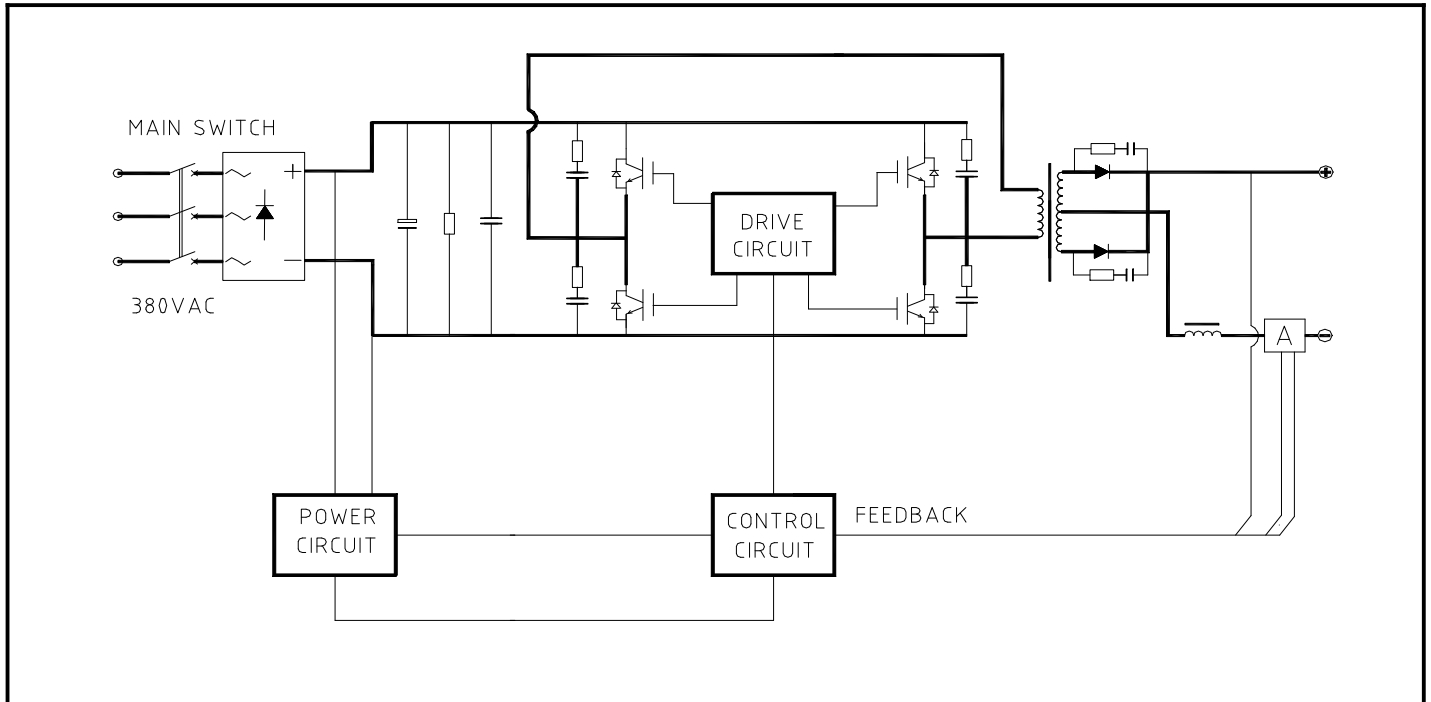 MAIN SWITCH
380VAC
+
−
DRIVE
CIRCUIT
+
A
−
POWER
CIRCUIT
CONTROL
CIRCUIT
FEEDBACK